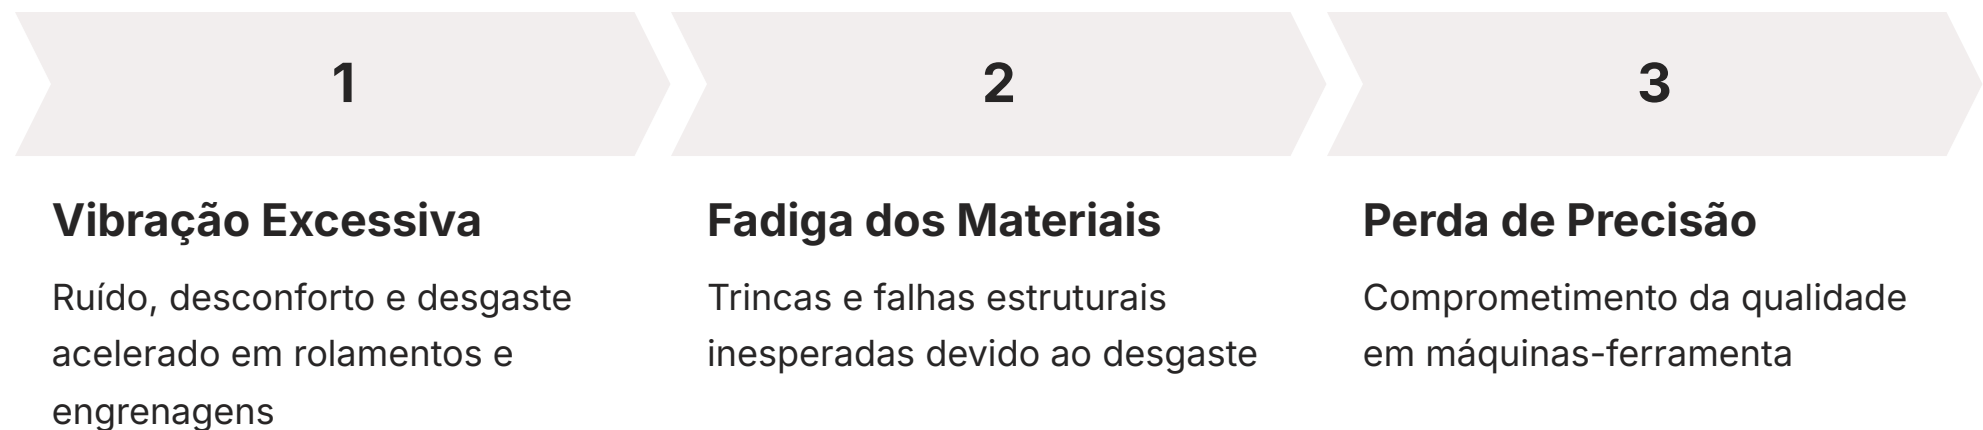 1
Vibração Excessiva
Ruído, desconforto e desgaste
acelerado em rolamentos e
engrenagens
2
Fadiga dos Materiais
Trincas e falhas estruturais
inesperadas devido ao desgaste
3
Perda de Precisão
Comprometimento da qualidade
em máquinas-ferramenta